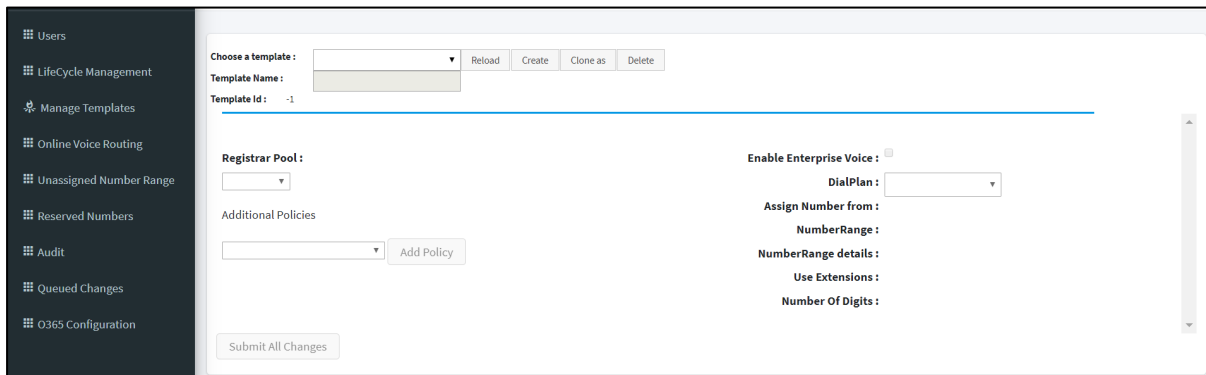 Users
LifeCycle Management
Manage Templates
Online Voice Routing
Unassigned Number Range
Reserved Numbers
Audit
Queued Changes
O365 Configuration
Choose a template : Reload Create Clone as Delete
Template Name :
Template Id : -1
Registrar Pool :
Additional Policies
Add Policy
Enable Enterprise Voice :
DialPlan :
Assign Number from :
NumberRange :
NumberRange details :
Use Extensions :
Number Of Digits :
Submit All Changes